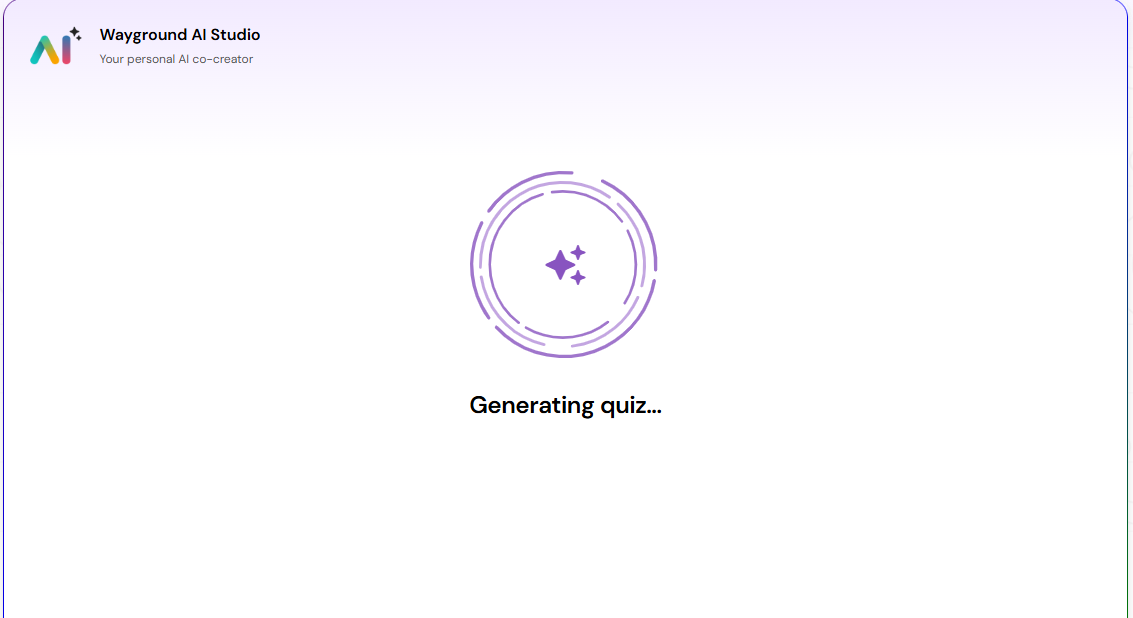 AI
Wayground AI Studio
Your personal AI co-creator
Generating quiz...